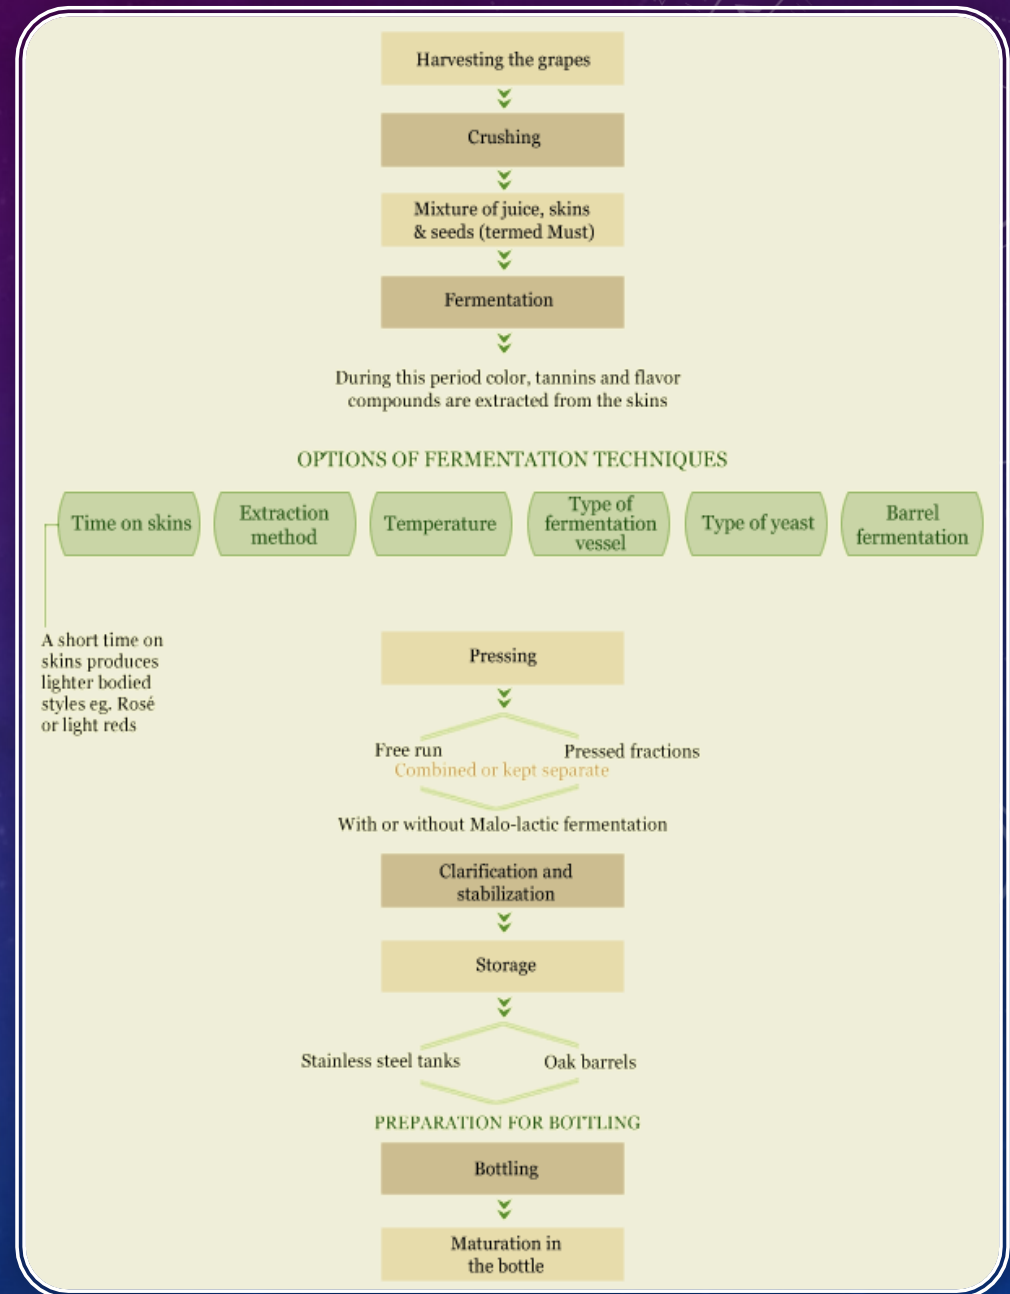 Harvesting the grapes
Crushing
Mixture of juice, skins
& seeds (termed Must)
Fermentation
During this period color, tannins and flavor
compounds are extracted from the skins
OPTIONS OF FERMENTATION TECHNIQUES
Time on skins
Extraction
method
Temperature
Type of
fermentation
vessel
Type of yeast
Barrel
fermentation
A short time on
skins produces
lighter bodied
styles eg. Rosé
or light reds
Pressing
Free run
Pressed fractions
Combined or kept separate
With or without Malo-lactic fermentation
Clarification and
stabilization
Storage
Stainless steel tanks
Oak barrels
PREPARATION FOR BOTTLING
Bottling
Maturation in
the bottle